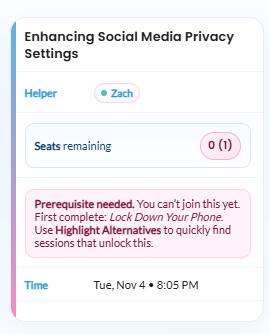 Enhancing Social Media Privacy
Settings
Helper Zach
Seats remaining 0 (1)
Prerequisite needed. You can't join this yet.
First complete: Lock Down Your Phone.
Use Highlight Alternatives to quickly find
sessions that unlock this.
Time Tue, Nov 4 • 8:05 PM